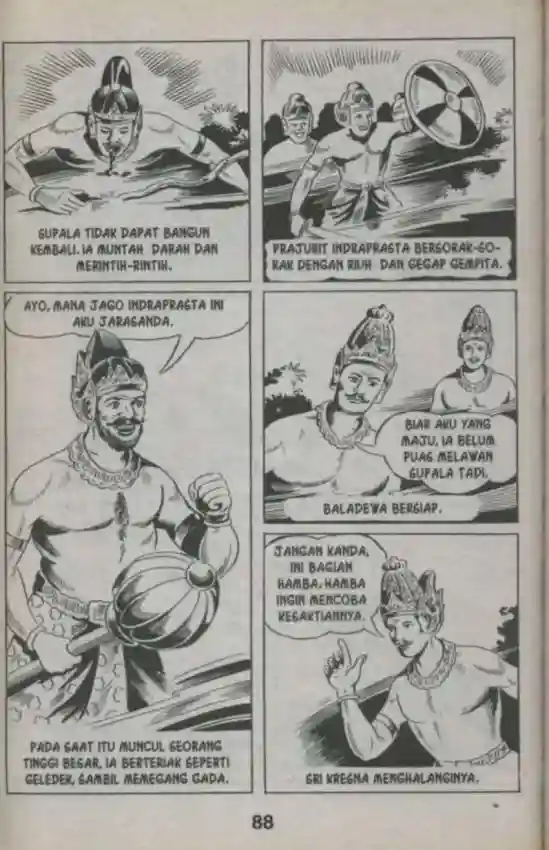 SUPALA TIDAK DAPAT BANGUN
KEMBALI. IA MUNTAH DARAH DAN
MERINTIH-RINTIH.
PRAJURIT INDRAPRASTA BERSORAK-SO-
RAK DENGAN RIUH DAN GEGAP GEMPITA.
AYO, MANA JAGO INDRAPRASTA INI
AKU JARASANDA.
PADA SAAT ITU MUNCUL SEORANG
TINGGI BESAR, IA BERTERIAK SEPERTI
GELEDEK, SAMBIL MEMEGANG GADA.
BIAR AKU YANG
MAJU, IA BELUM
PUAS MELAWAN
SUPALA TADI.
BALADEWA BERSIAP.
JANGAN KANDA,
INI BAGIAN
HAMBA. HAMBA
INGIN MENCOBA
KESAKTIANNYA.
SRI KRESNA MENGHALANGINYA.
88